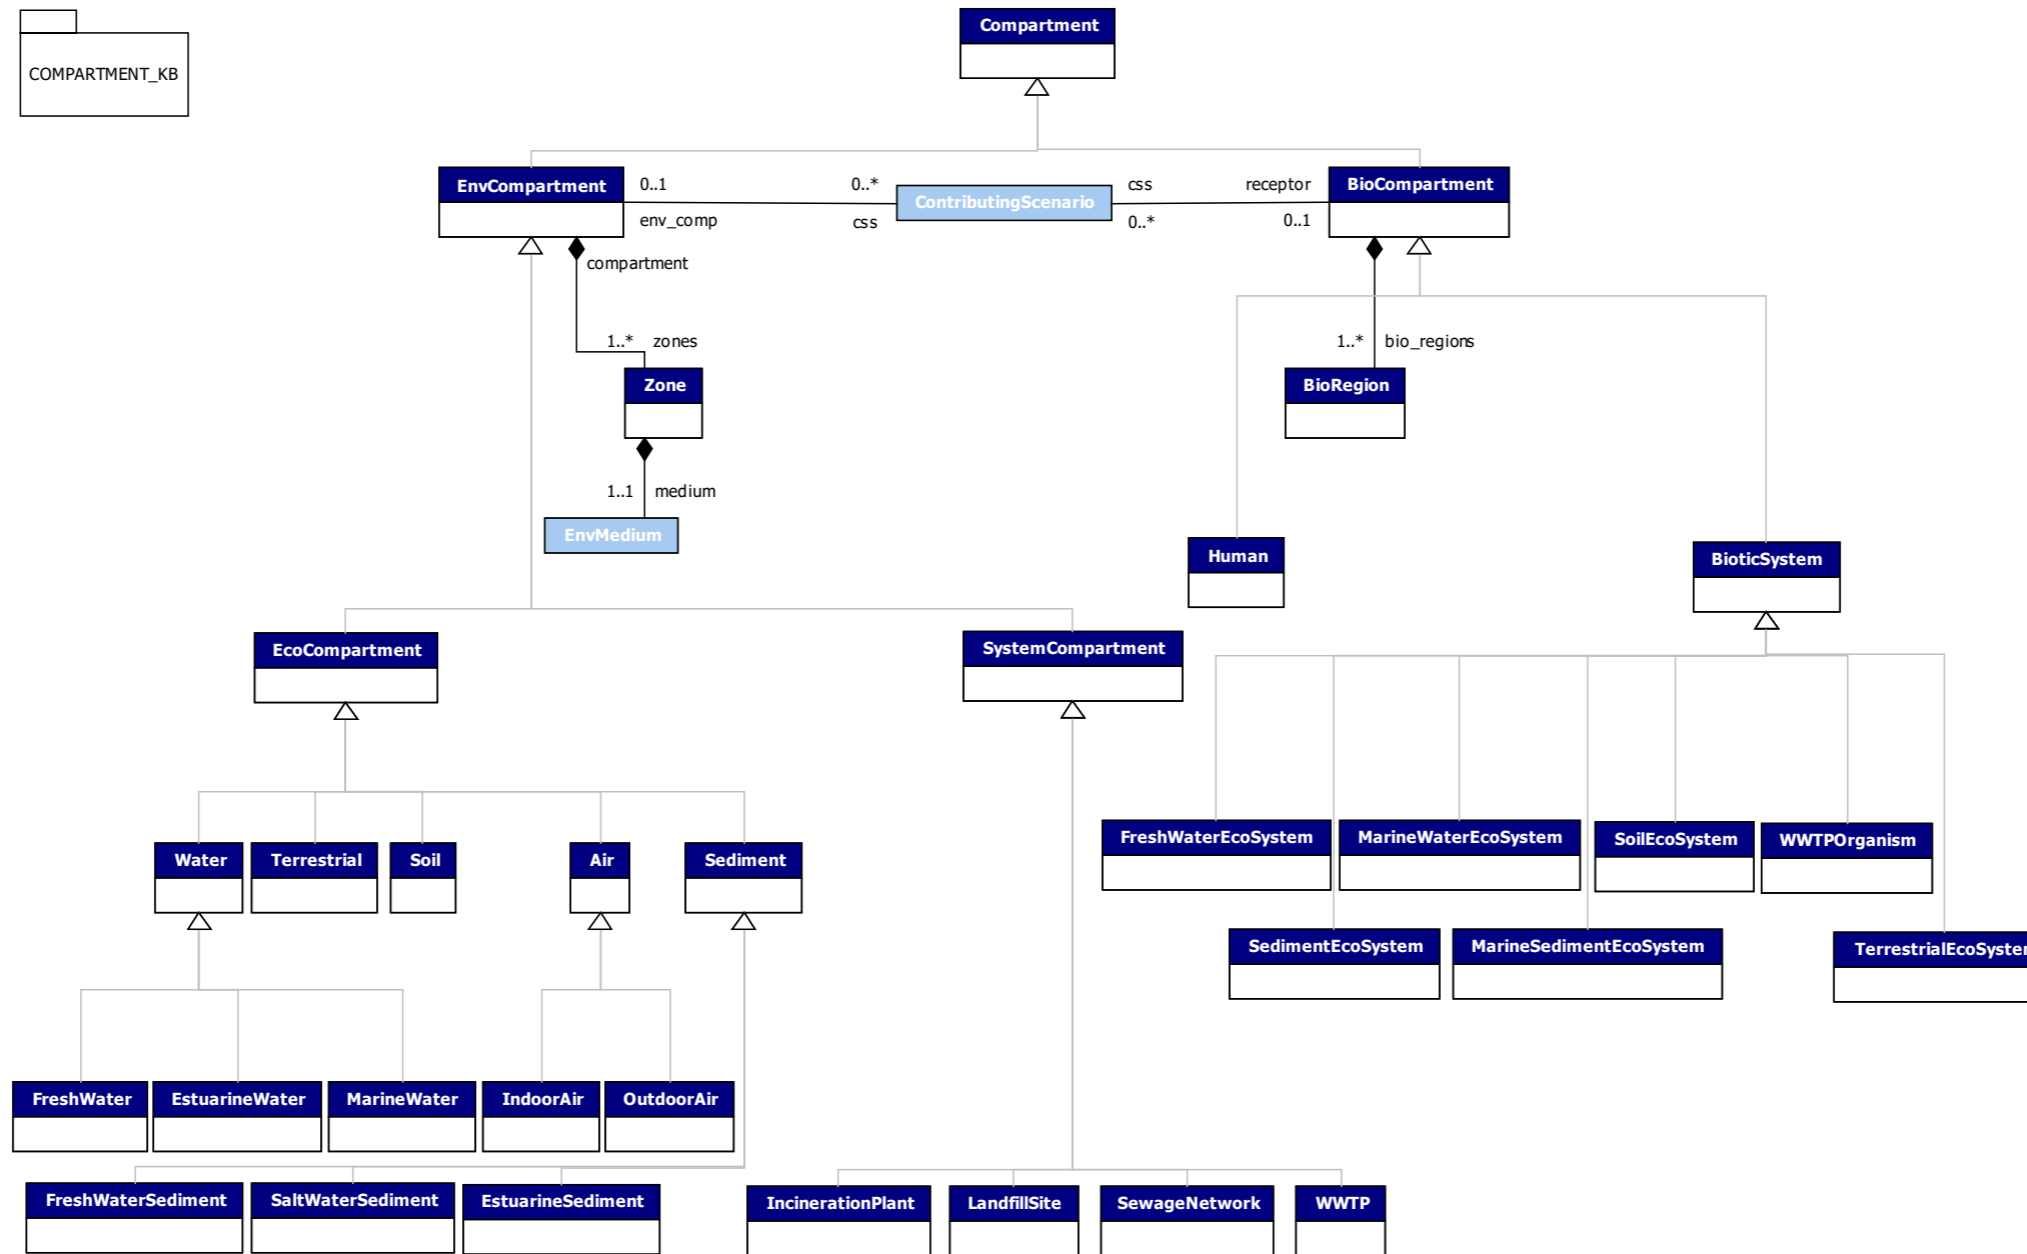 Compartment
COMPARTMENT_KB
EnvCompartment
0..1
0..*
css
receptor
BioCompartment
ContributingScenario
env_comp
css
0..*
0..1
compartment
1..* zones
1..* bio_regions
Zone
BioRegion
1..1 medium
EnvMedium
Human
BioticSystem
EcoCompartment
SystemCompartment
FreshWaterEcoSystem
MarineWaterEcoSystem
SoilEcoSystem
WWTPOrganism
Water
Terrestrial
Soil
Air
Sediment
SedimentEcoSystem
MarineSedimentEcoSystem
TerrestrialEcoSystem
FreshWater
EstuarineWater
MarineWater
IndoorAir
OutdoorAir
FreshWaterSediment
SaltWaterSediment
EstuarineSediment
IncinerationPlant
LandfillSite
SewageNetwork
WWTP